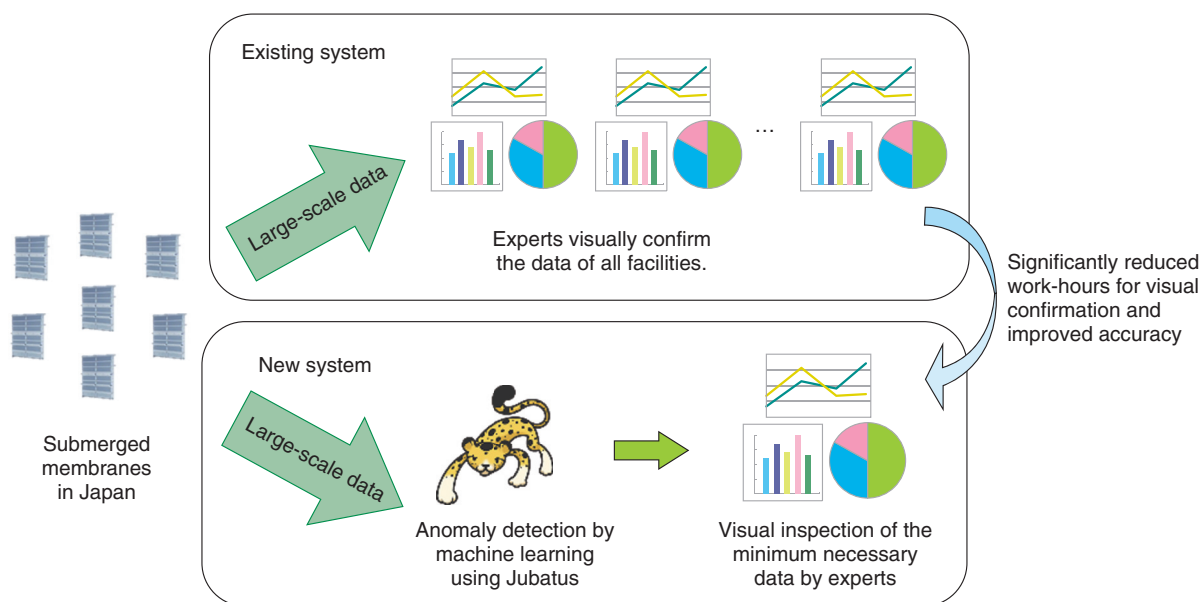 Existing system
Large-scale data
...
Experts visually confirm
the data of all facilities.
Significantly reduced
work-hours for visual
confirmation and
improved accuracy
Submerged
membranes
in Japan
New system
Large-scale data
Anomaly detection by
machine learning
using Jubatus
Visual inspection of the
minimum necessary
data by experts